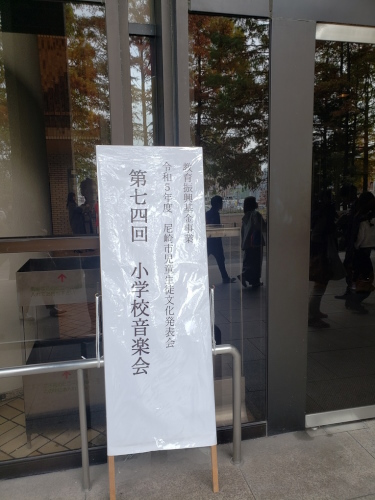 教育振興基金事業
令和5年度 尼崎市児童生徒文化発表会
第七四回 小学校音楽会